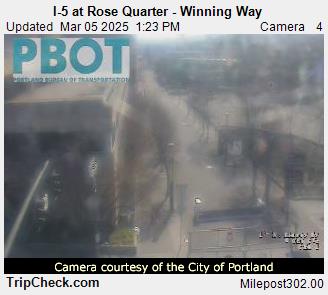 I-5 at Rose Quarter - Winning Way
Updated Mar 05 2025 1:23 PM Camera 4
PBOT
PORTLAND BUREAU OF TRANSPORTATION
Camera courtesy of the City of Portland
TripCheck.com Milepost302.00